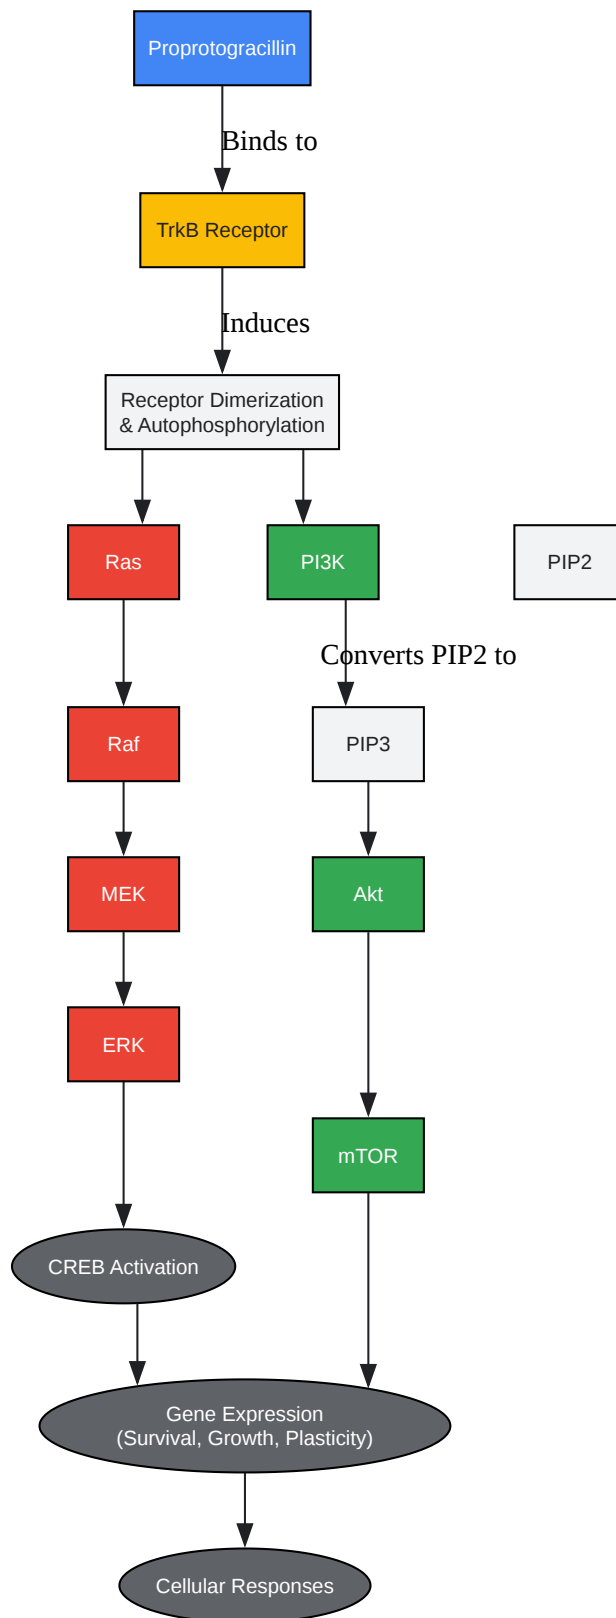 Proprotogracillin
Binds to
TrkB Receptor
Induces
Receptor Dimerization
& Autophosphorylation
Ras
PI3K
PIP2
Converts PIP2 to
Raf
PIP3
MEK
Akt
ERK
mTOR
CREB Activation
Gene Expression
(Survival, Growth, Plasticity)
Cellular Responses